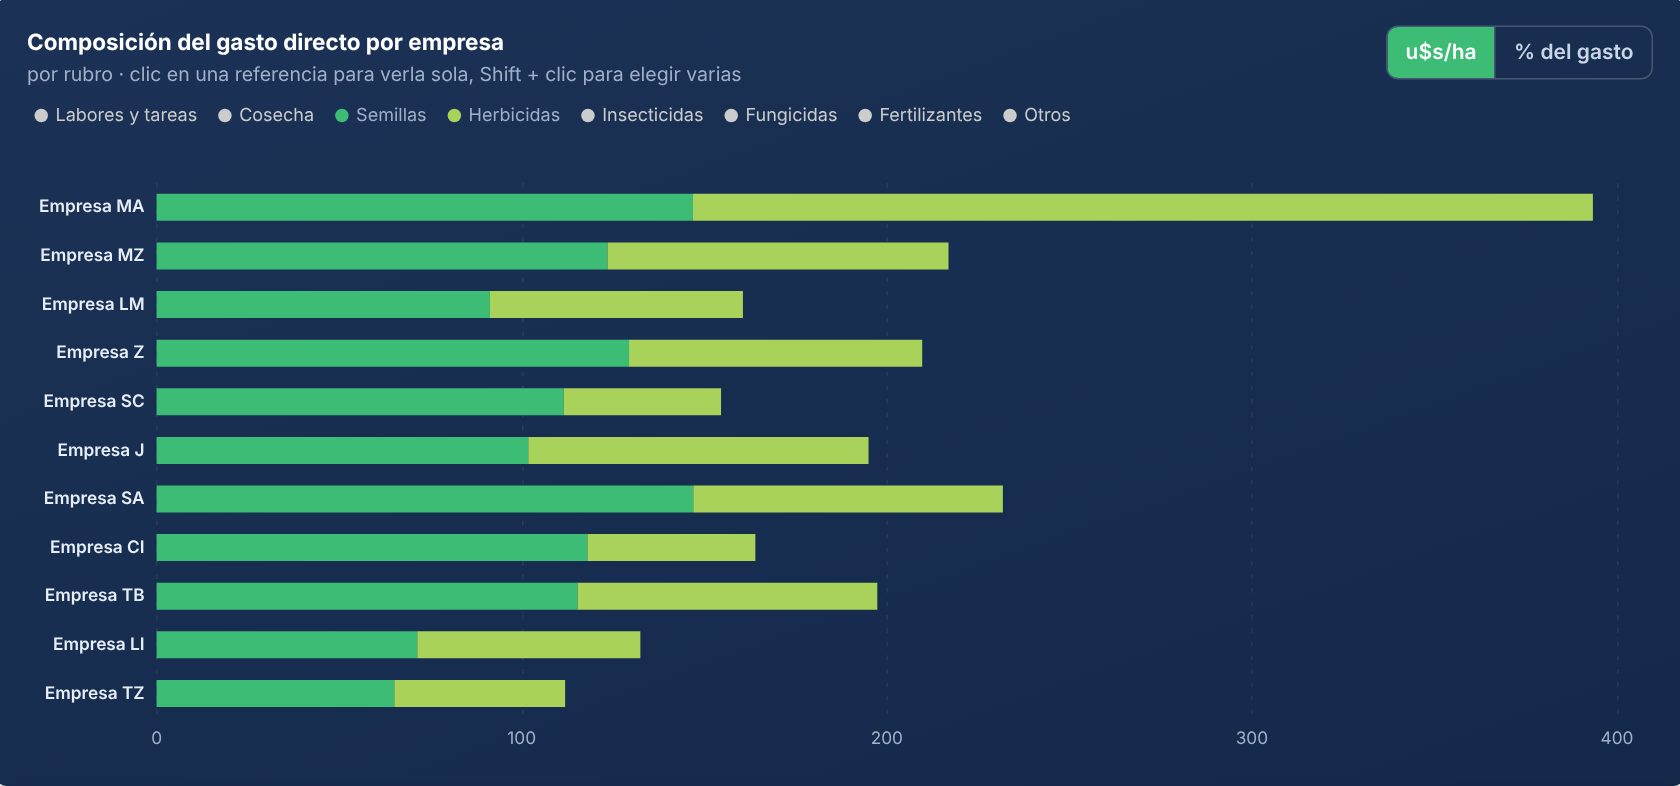 Composición del gasto directo por empresa
u$s/ha % del gasto
por rubro · clic en una referencia para verla sola, Shift + clic para elegir varias
Labores y tareas Cosecha Semillas Herbicidas Insecticidas Fungicidas Fertilizantes Otros
Empresa MA
Empresa MZ
Empresa LM
Empresa Z
Empresa SC
Empresa J
Empresa SA
Empresa CI
Empresa TB
Empresa LI
Empresa TZ
0 100 200 300 400